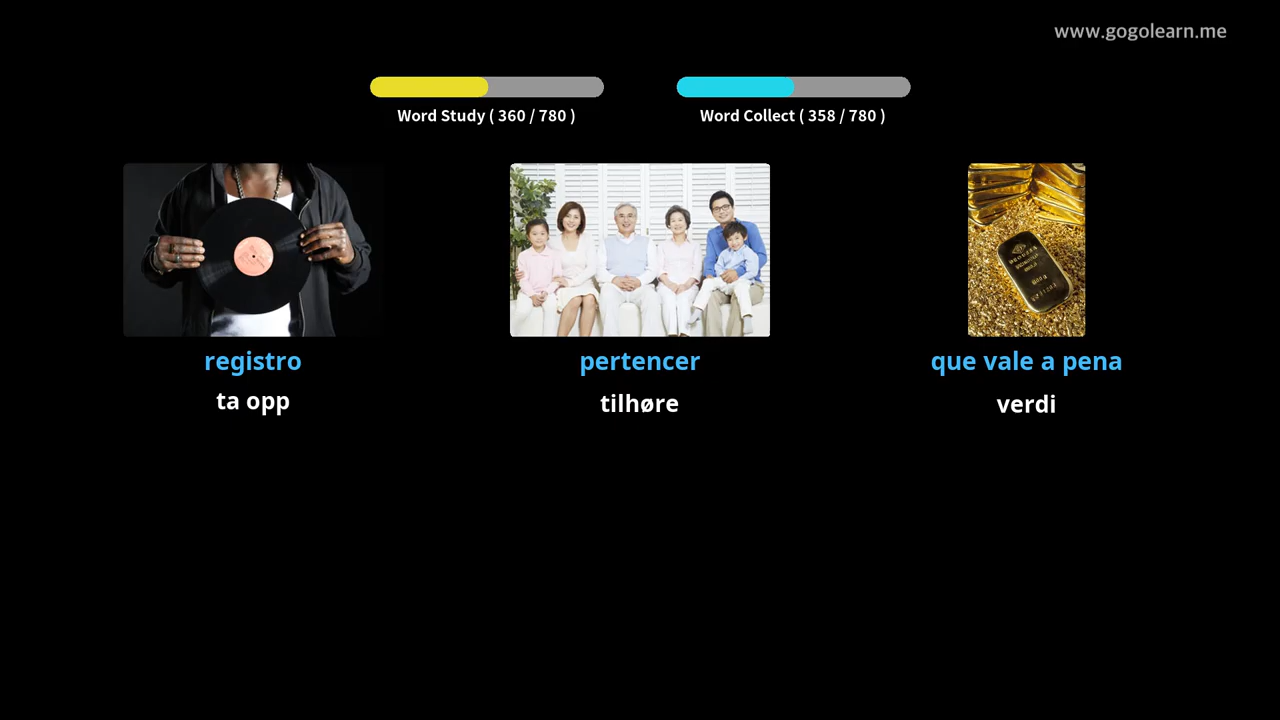 www.gogolearn.me
Word Study ( 360 / 780 )
Word Collect ( 358 / 780 )
registro
pertencer
que vale a pena
ta opp
tilhøre
verdi